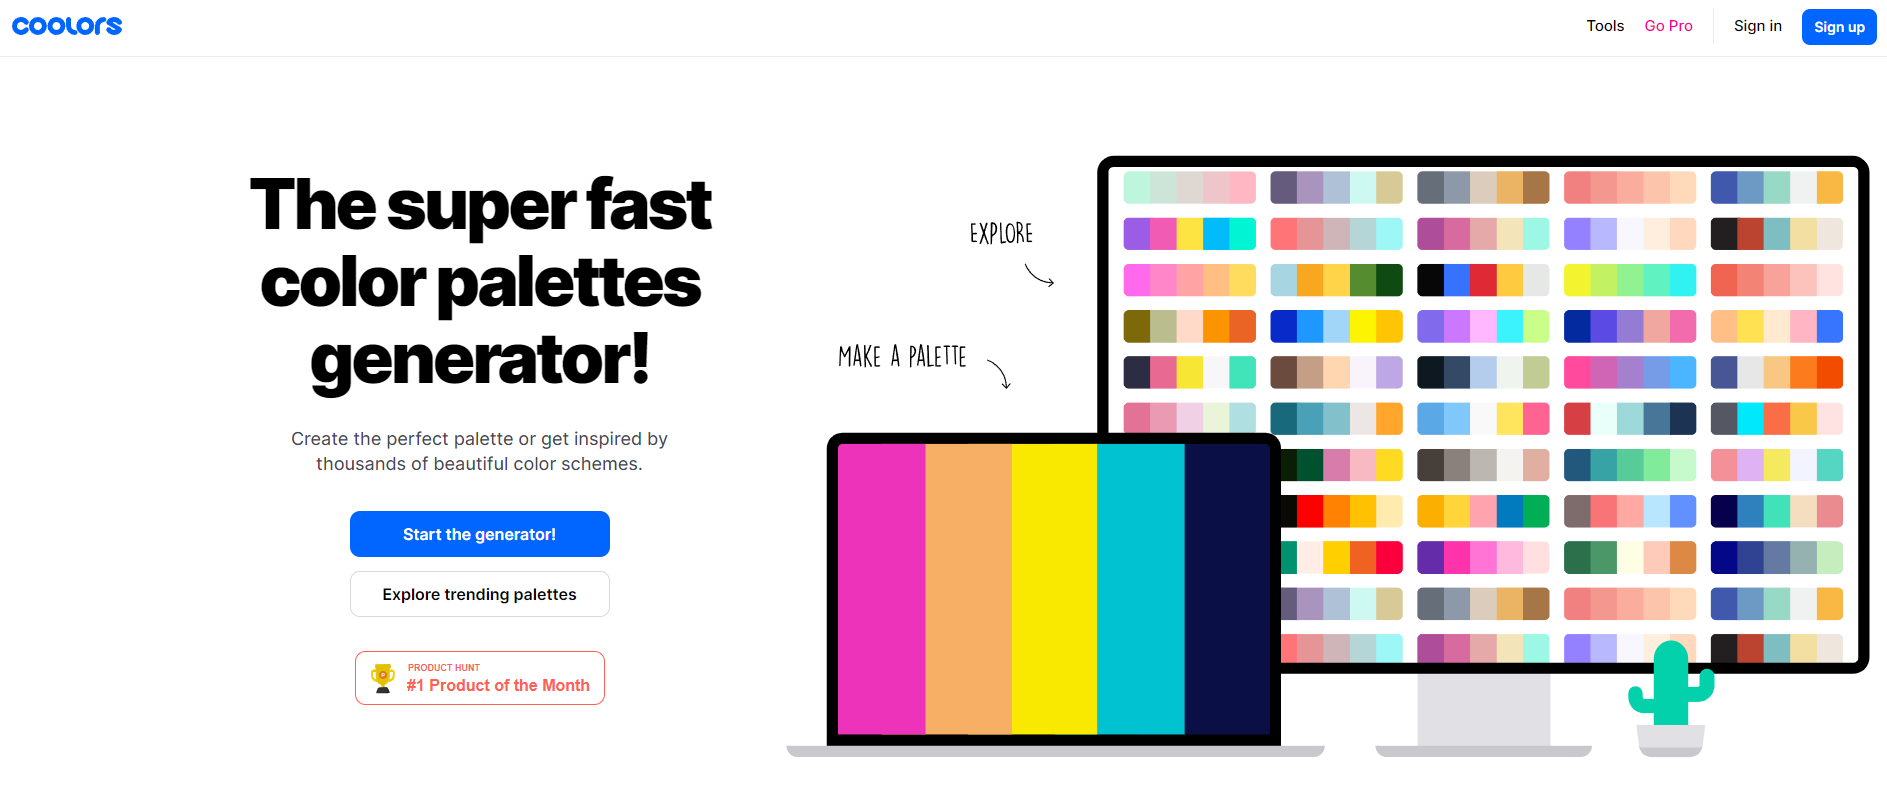 coolors
Tools
Go Pro
Sign in
Sign up
The super fast
color palettes
generator!
Create the perfect palette or get inspired by
thousands of beautiful color schemes.
Start the generator!
Explore trending palettes
PRODUCT HUNT
#1 Product of the Month
EXPLORE
MAKE A PALETTE